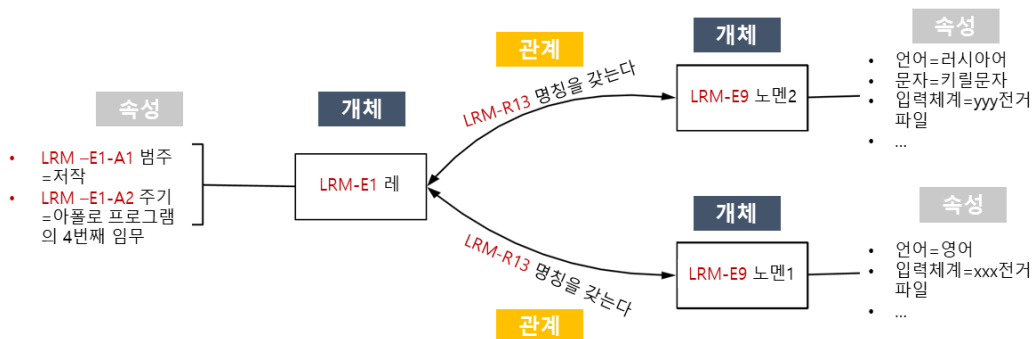 속성
• LRM –E1-A1 범주
=저작
• LRM –E1-A2 주기
=아폴로 프로그램
의 4번째 임무
개체
LRM-E1 레
관계
LRM-R13 명칭을 갖는다
개체
LRM-E9 노멘2
속성
• 언어=러시아어
• 문자=키릴문자
• 입력체계=yyy전거
파일
• ...
LRM-R13 명칭을 갖는다
관계
개체
LRM-E9 노멘1
속성
• 언어=영어
• 입력체계=xxx전거
파일
• ...